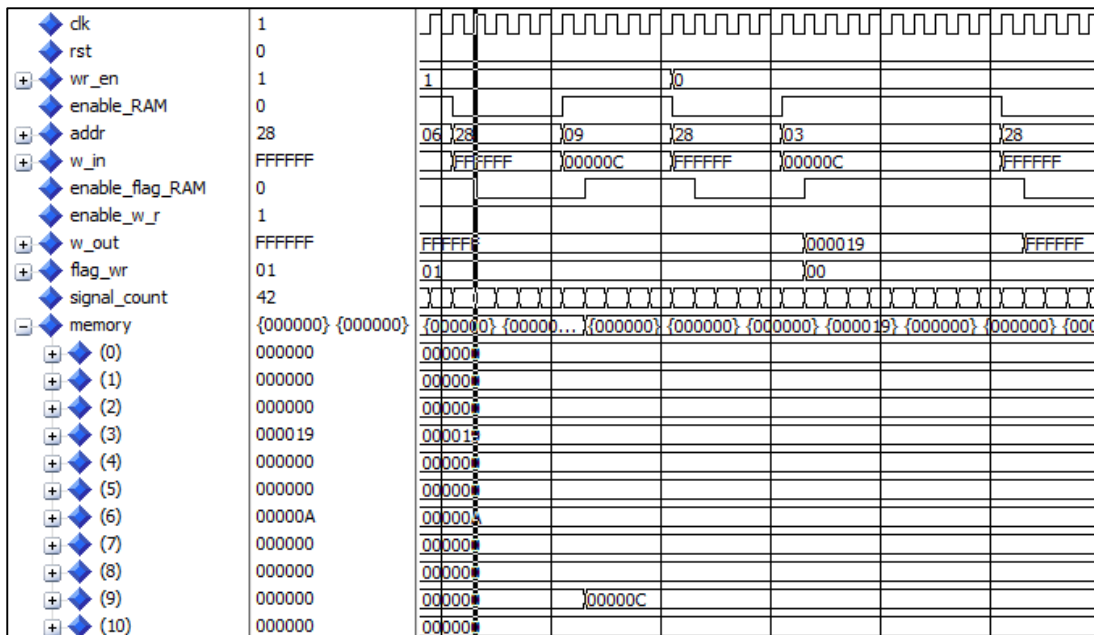 clk 1
rst 0
wr_en 1 1 0
enable_RAM 0
addr 28 06 28 09 28 03 28
w_in FFFFFF FFFFFF 00000C FFFFFF 00000C FFFFFF
enable_flag_RAM 0
enable_w_r 1
w_out FFFFFF FFFFFF 000019 FFFFFF
flag_wr 01 01 00
signal_count 42
memory {000000} {000000} {000000} {00000... {000000} {000000} {000000} {000019} {000000} {000000} {000
(0) 000000 000000
(1) 000000 000000
(2) 000000 000000
(3) 000019 000019
(4) 000000 000000
(5) 000000 000000
(6) 00000A 00000A
(7) 000000 000000
(8) 000000 000000
(9) 000000 000000 00000C
(10) 000000 000000